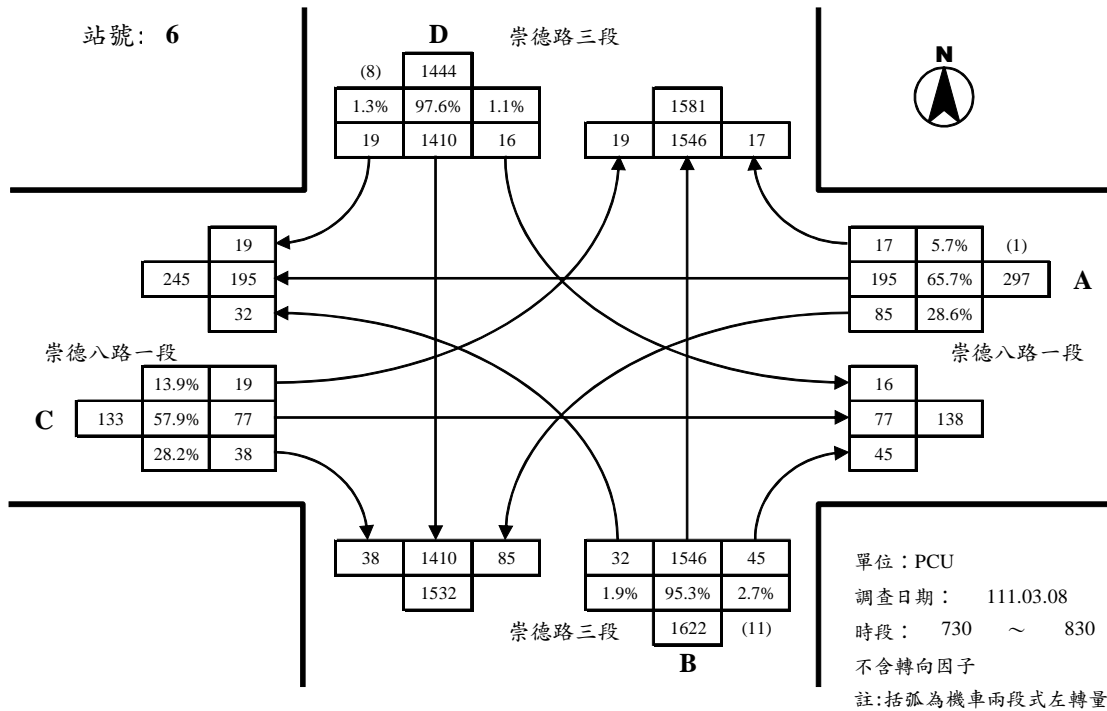 站號: 6
D
崇德路三段
N
(8) 1444
1.3% 97.6% 1.1%
19 1410 16
1581
19 1546 17
19
245 195
32
17 5.7% (1)
195 65.7% 297
85 28.6%
A
崇德八路一段
崇德八路一段
13.9% 19
133 57.9% 77
28.2% 38
C
16
77 138
45
38 1410 85
1532
32 1546 45
1.9% 95.3% 2.7%
1622 (11)
崇德路三段
B
單位：PCU
調查日期： 111.03.08
時段： 730 ～ 830
不含轉向因子
註:括弧為機車兩段式左轉量